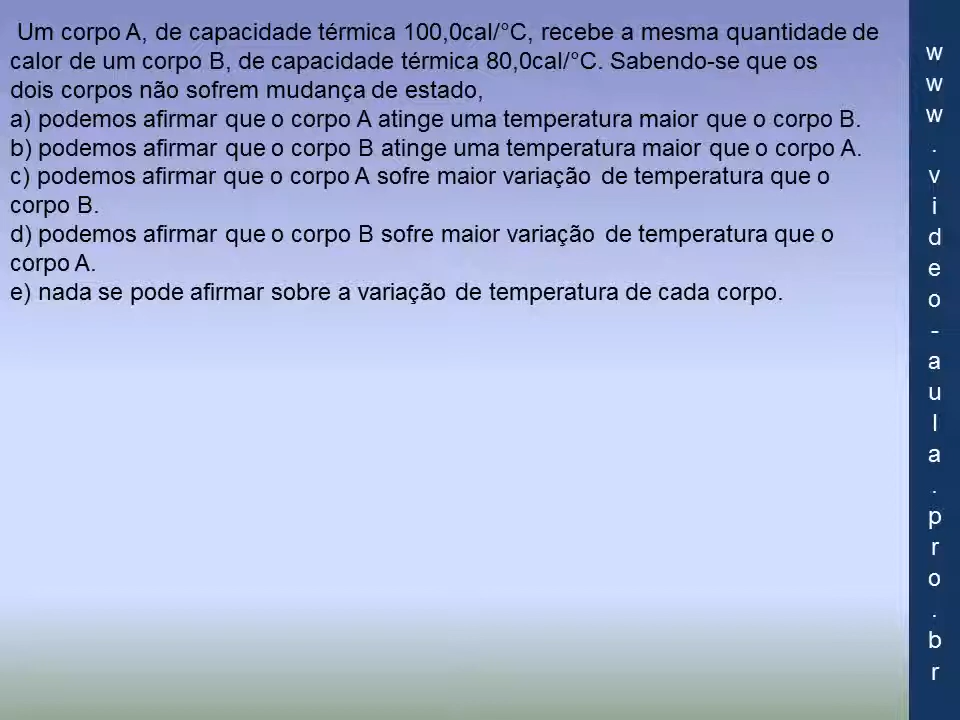 Um corpo A, de capacidade térmica 100,0cal/°C, recebe a mesma quantidade de
calor de um corpo B, de capacidade térmica 80,0cal/°C. Sabendo-se que os
dois corpos não sofrem mudança de estado,
a) podemos afirmar que o corpo A atinge uma temperatura maior que o corpo B.
b) podemos afirmar que o corpo B atinge uma temperatura maior que o corpo A.
c) podemos afirmar que o corpo A sofre maior variação de temperatura que o
corpo B.
d) podemos afirmar que o corpo B sofre maior variação de temperatura que o
corpo A.
e) nada se pode afirmar sobre a variação de temperatura de cada corpo.
www.video-aula.pro.br